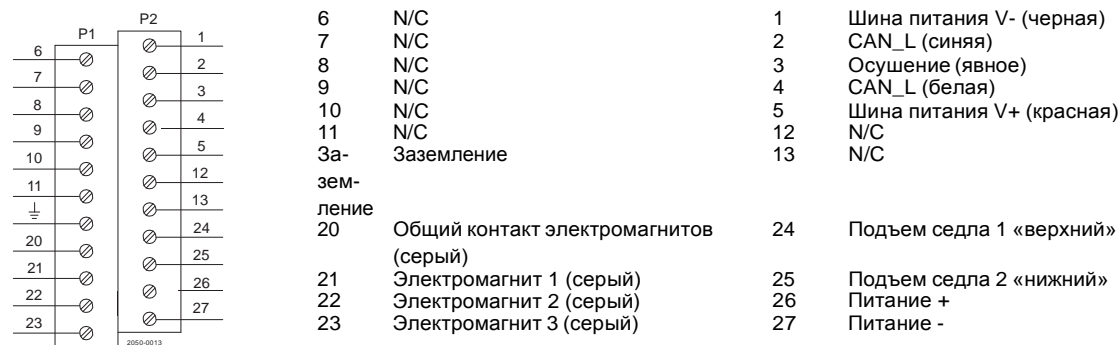 P1
P2
6
7
8
9
10
11
20
21
22
23
1
2
3
4
5
12
13
24
25
26
27
2050-0013
6 N/C 1 Шина питания V- (черная)
7 N/C 2 CAN_L (синяя)
8 N/C 3 Осушение (явное)
9 N/C 4 CAN_L (белая)
10 N/C 5 Шина питания V+ (красная)
11 N/C 12 N/C
За- Заземление 13 N/C
зем-
ление
20 Общий контакт электромагнитов 24 Подъем седла 1 «верхний»
(серый)
21 Электромагнит 1 (серый) 25 Подъем седла 2 «нижний»
22 Электромагнит 2 (серый) 26 Питание +
23 Электромагнит 3 (серый) 27 Питание -